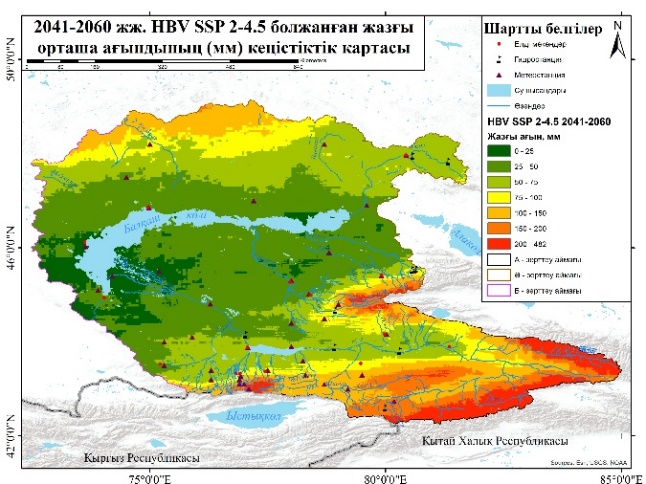 2041-2060 жж. HBV SSP 2-4.5 болжанған жазғы
орташа ағындының (мм) кеңістіктік картасы
Шартты белгілер
N
Елді мекендер
Гидростанция
Метеостанция
Су нысандары
Өзендер
HBV SSP 2-4.5 2041-2060
Жазғы ағын, мм
0 - 25
25 - 50
50 - 75
75 - 100
100 - 150
150 - 200
200 - 482
А - зерттеу аймағы
Ә - зерттеу аймағы
Б - зерттеу аймағы
50°0'0"N
46°0'0"N
42°0'0"N
Балқаш көлі
Алакөл
Ыстықкөл
Қытай Халық Республикасы
Қырғыз Республикасы
Sources: Esri, USGS, NOAA
75°0'0"E
80°0'0"E
85°0'0"E